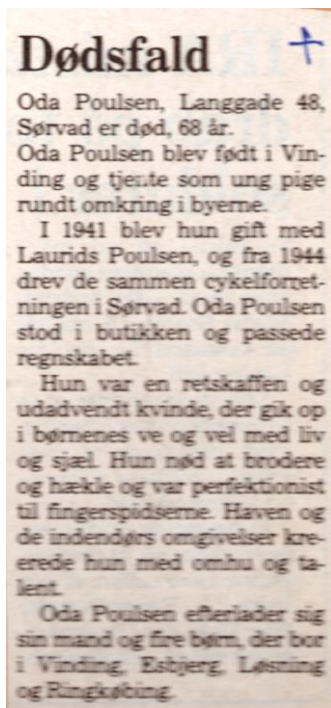 Dødsfald
Oda Poulsen, Langgade 48,
Sørvad er død, 68 år.
Oda Poulsen blev født i Vin-
ding og tjente som ung pige
rundt omkring i byerne.
I 1941 blev hun gift med
Laurids Poulsen, og fra 1944
drev de sammen cykelforret-
ningen i Sørvad. Oda Poulsen
stod i butikken og passede
regnskabet.
Hun var en retskaffen og
udadvendt kvinde, der gik op
i børnenes ve og vel med liv
og sjæl. Hun nød at brodere
og hækle og var perfektionist
til fingerspidserne. Haven og
de indendørs omgivelser kre-
erede hun med omhu og ta-
lent.
Oda Poulsen efterlader sig
sin mand og fire børn, der bor
i Vinding, Esbjerg, Løsning
og Ringkøbing.